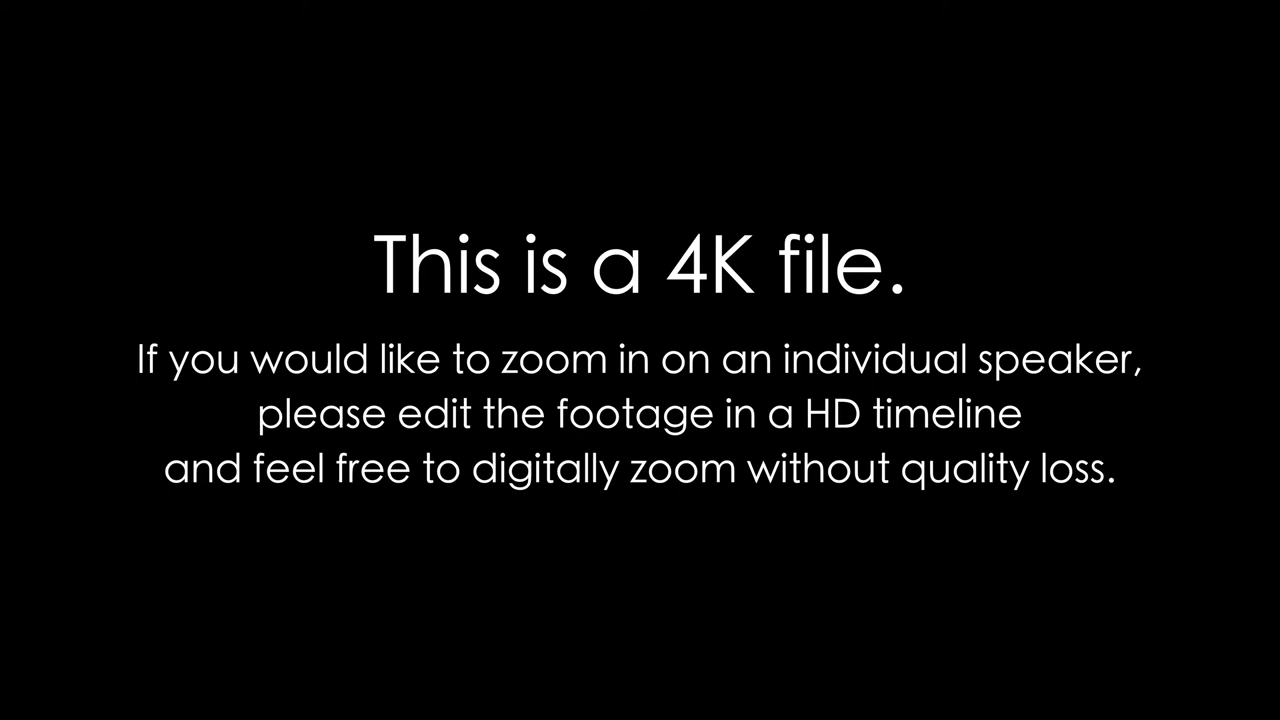 This is a 4K file.
If you would like to zoom in on an individual speaker,
please edit the footage in a HD timeline
and feel free to digitally zoom without quality loss.